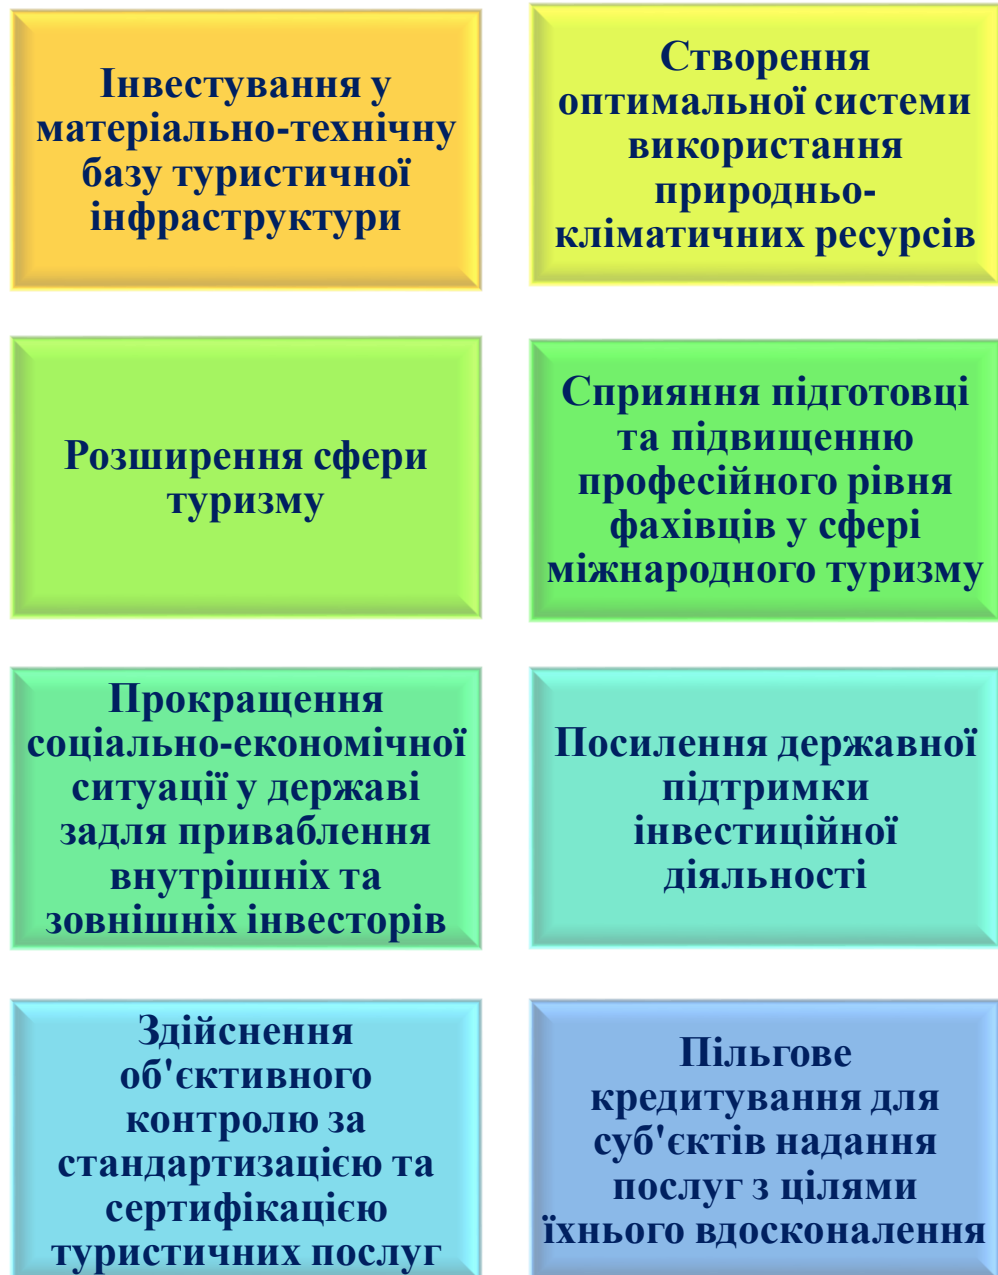 Інвестування у
матеріально-технічну
базу туристичної
інфраструктури
Створення
оптимальної системи
використання
природньо-
кліматичних ресурсів
Розширення сфери
туризму
Сприяння підготовці
та підвищенню
професійного рівня
фахівців у сфері
міжнародного туризму
Прокращення
соціально-економічної
ситуації у державі
задля приваблення
внутрішніх та
зовнішніх інвесторів
Посилення державної
підтримки
інвестиційної
діяльності
Здійснення
об'єктивного
контролю за
стандартизацією та
сертифікацією
туристичних послуг
Пільгове
кредитування для
суб'єктів надання
послуг з цілями
їхнього вдосконалення